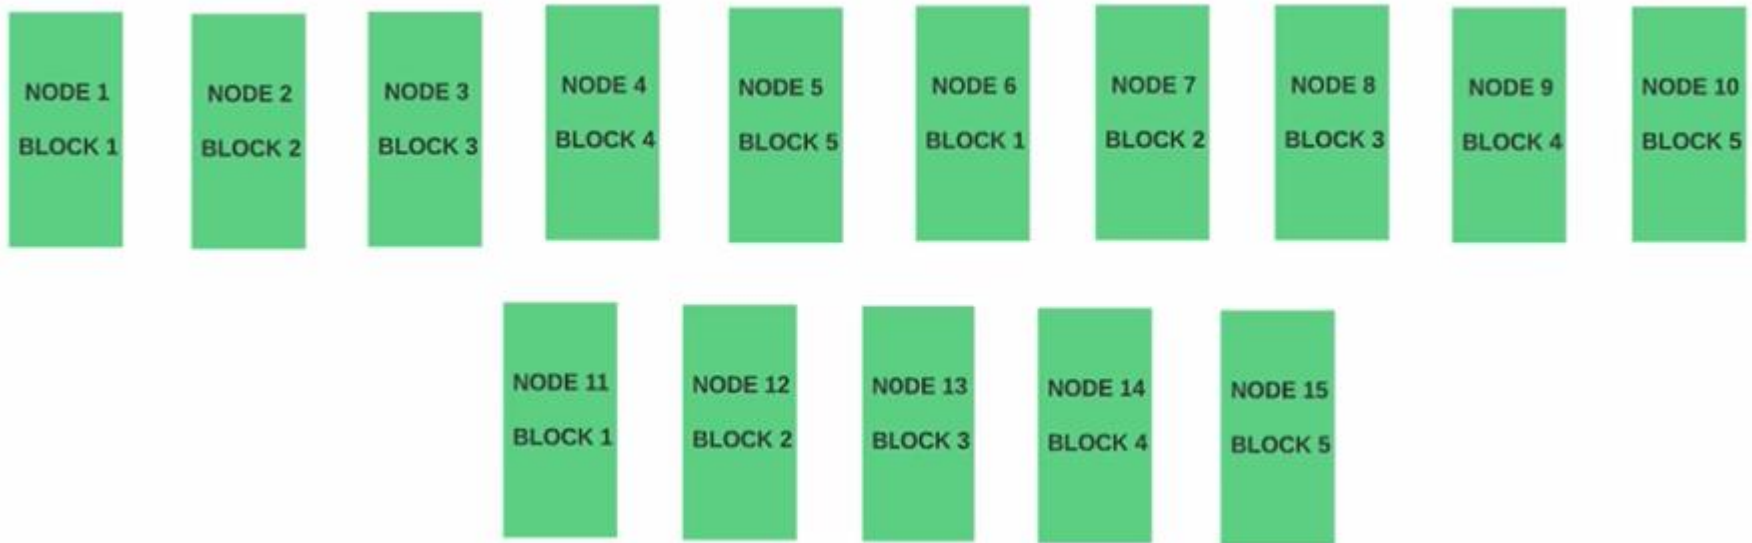 NODE 1
BLOCK 1
NODE 2
BLOCK 2
NODE 3
BLOCK 3
NODE 4
BLOCK 4
NODE 5
BLOCK 5
NODE 6
BLOCK 1
NODE 7
BLOCK 2
NODE 8
BLOCK 3
NODE 9
BLOCK 4
NODE 10
BLOCK 5
NODE 11
BLOCK 1
NODE 12
BLOCK 2
NODE 13
BLOCK 3
NODE 14
BLOCK 4
NODE 15
BLOCK 5